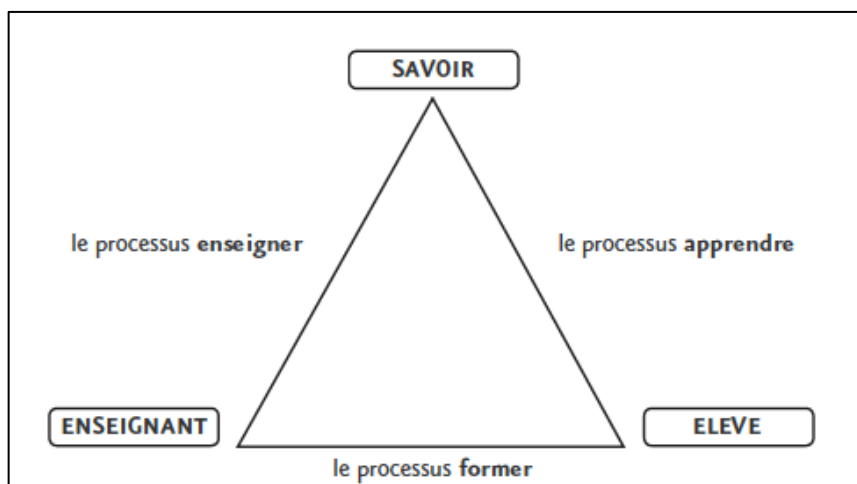 SAVOIR
le processus enseigner
le processus apprendre
ENSEIGNANT
ELEVE
le processus former